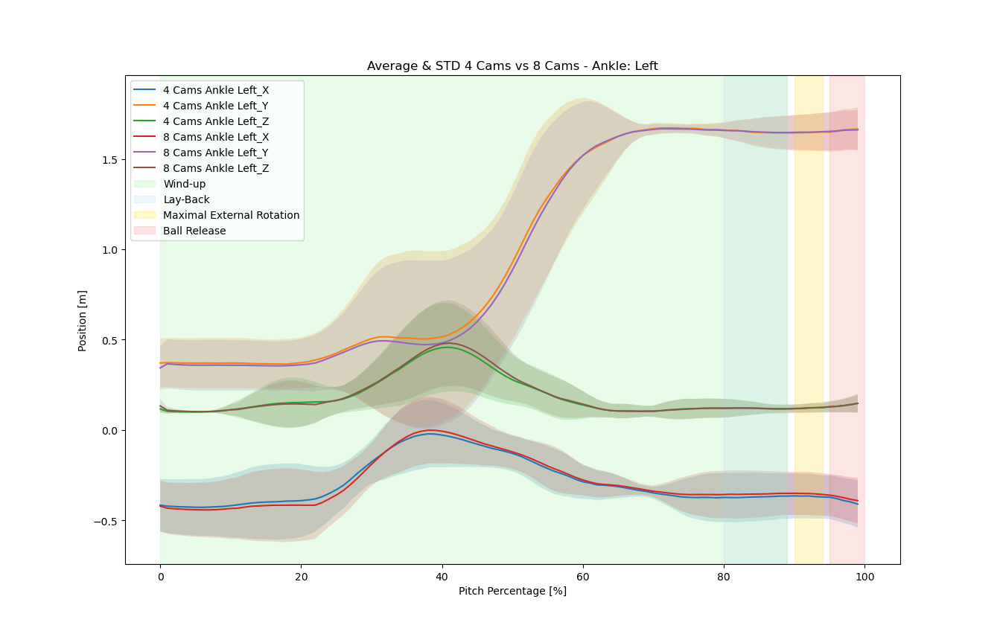 Average & STD 4 Cams vs 8 Cams - Ankle: Left
4 Cams Ankle Left_X
4 Cams Ankle Left_Y
4 Cams Ankle Left_Z
8 Cams Ankle Left_X
8 Cams Ankle Left_Y
8 Cams Ankle Left_Z
Wind-up
Lay-Back
Maximal External Rotation
Ball Release
Position [m]
1.5
1.0
0.5
0.0
−0.5
0 20 40 60 80 100
Pitch Percentage [%]